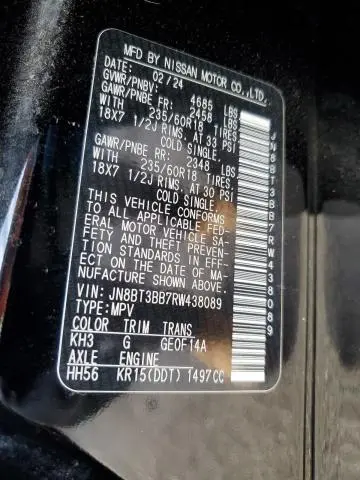 MFD BY NISSAN MOTOR CO.,LTD.
DATE: 02/24
GVWR/PNBV: 4685 LBS
GAWR/PNBE FR: 2458 LBS
WITH 235/60R18 TIRES,
18X7 1/2J RIMS, AT 33 PSI
COLD SINGLE,
GAWR/PNBE RR: 2348 LBS
WITH 235/60R18 TIRES,
18X7 1/2J RIMS, AT 30 PSI
COLD SINGLE
THIS VEHICLE CONFORMS
TO ALL APPLICABLE FED-
ERAL MOTOR VEHICLE SA-
FETY AND THEFT PREVEN-
TION STANDARDS IN EFF-
ECT ON THE DATE OF MA-
NUFACTURE SHOWN ABOVE.
VIN: JN8BT3BB7RW438089
TYPE: MPV
COLOR TRIM TRANS
KH3 G GE0F14A
AXLE ENGINE
HH56 KR15(DDT) 1497CC
JN8BT3BB7RW438089